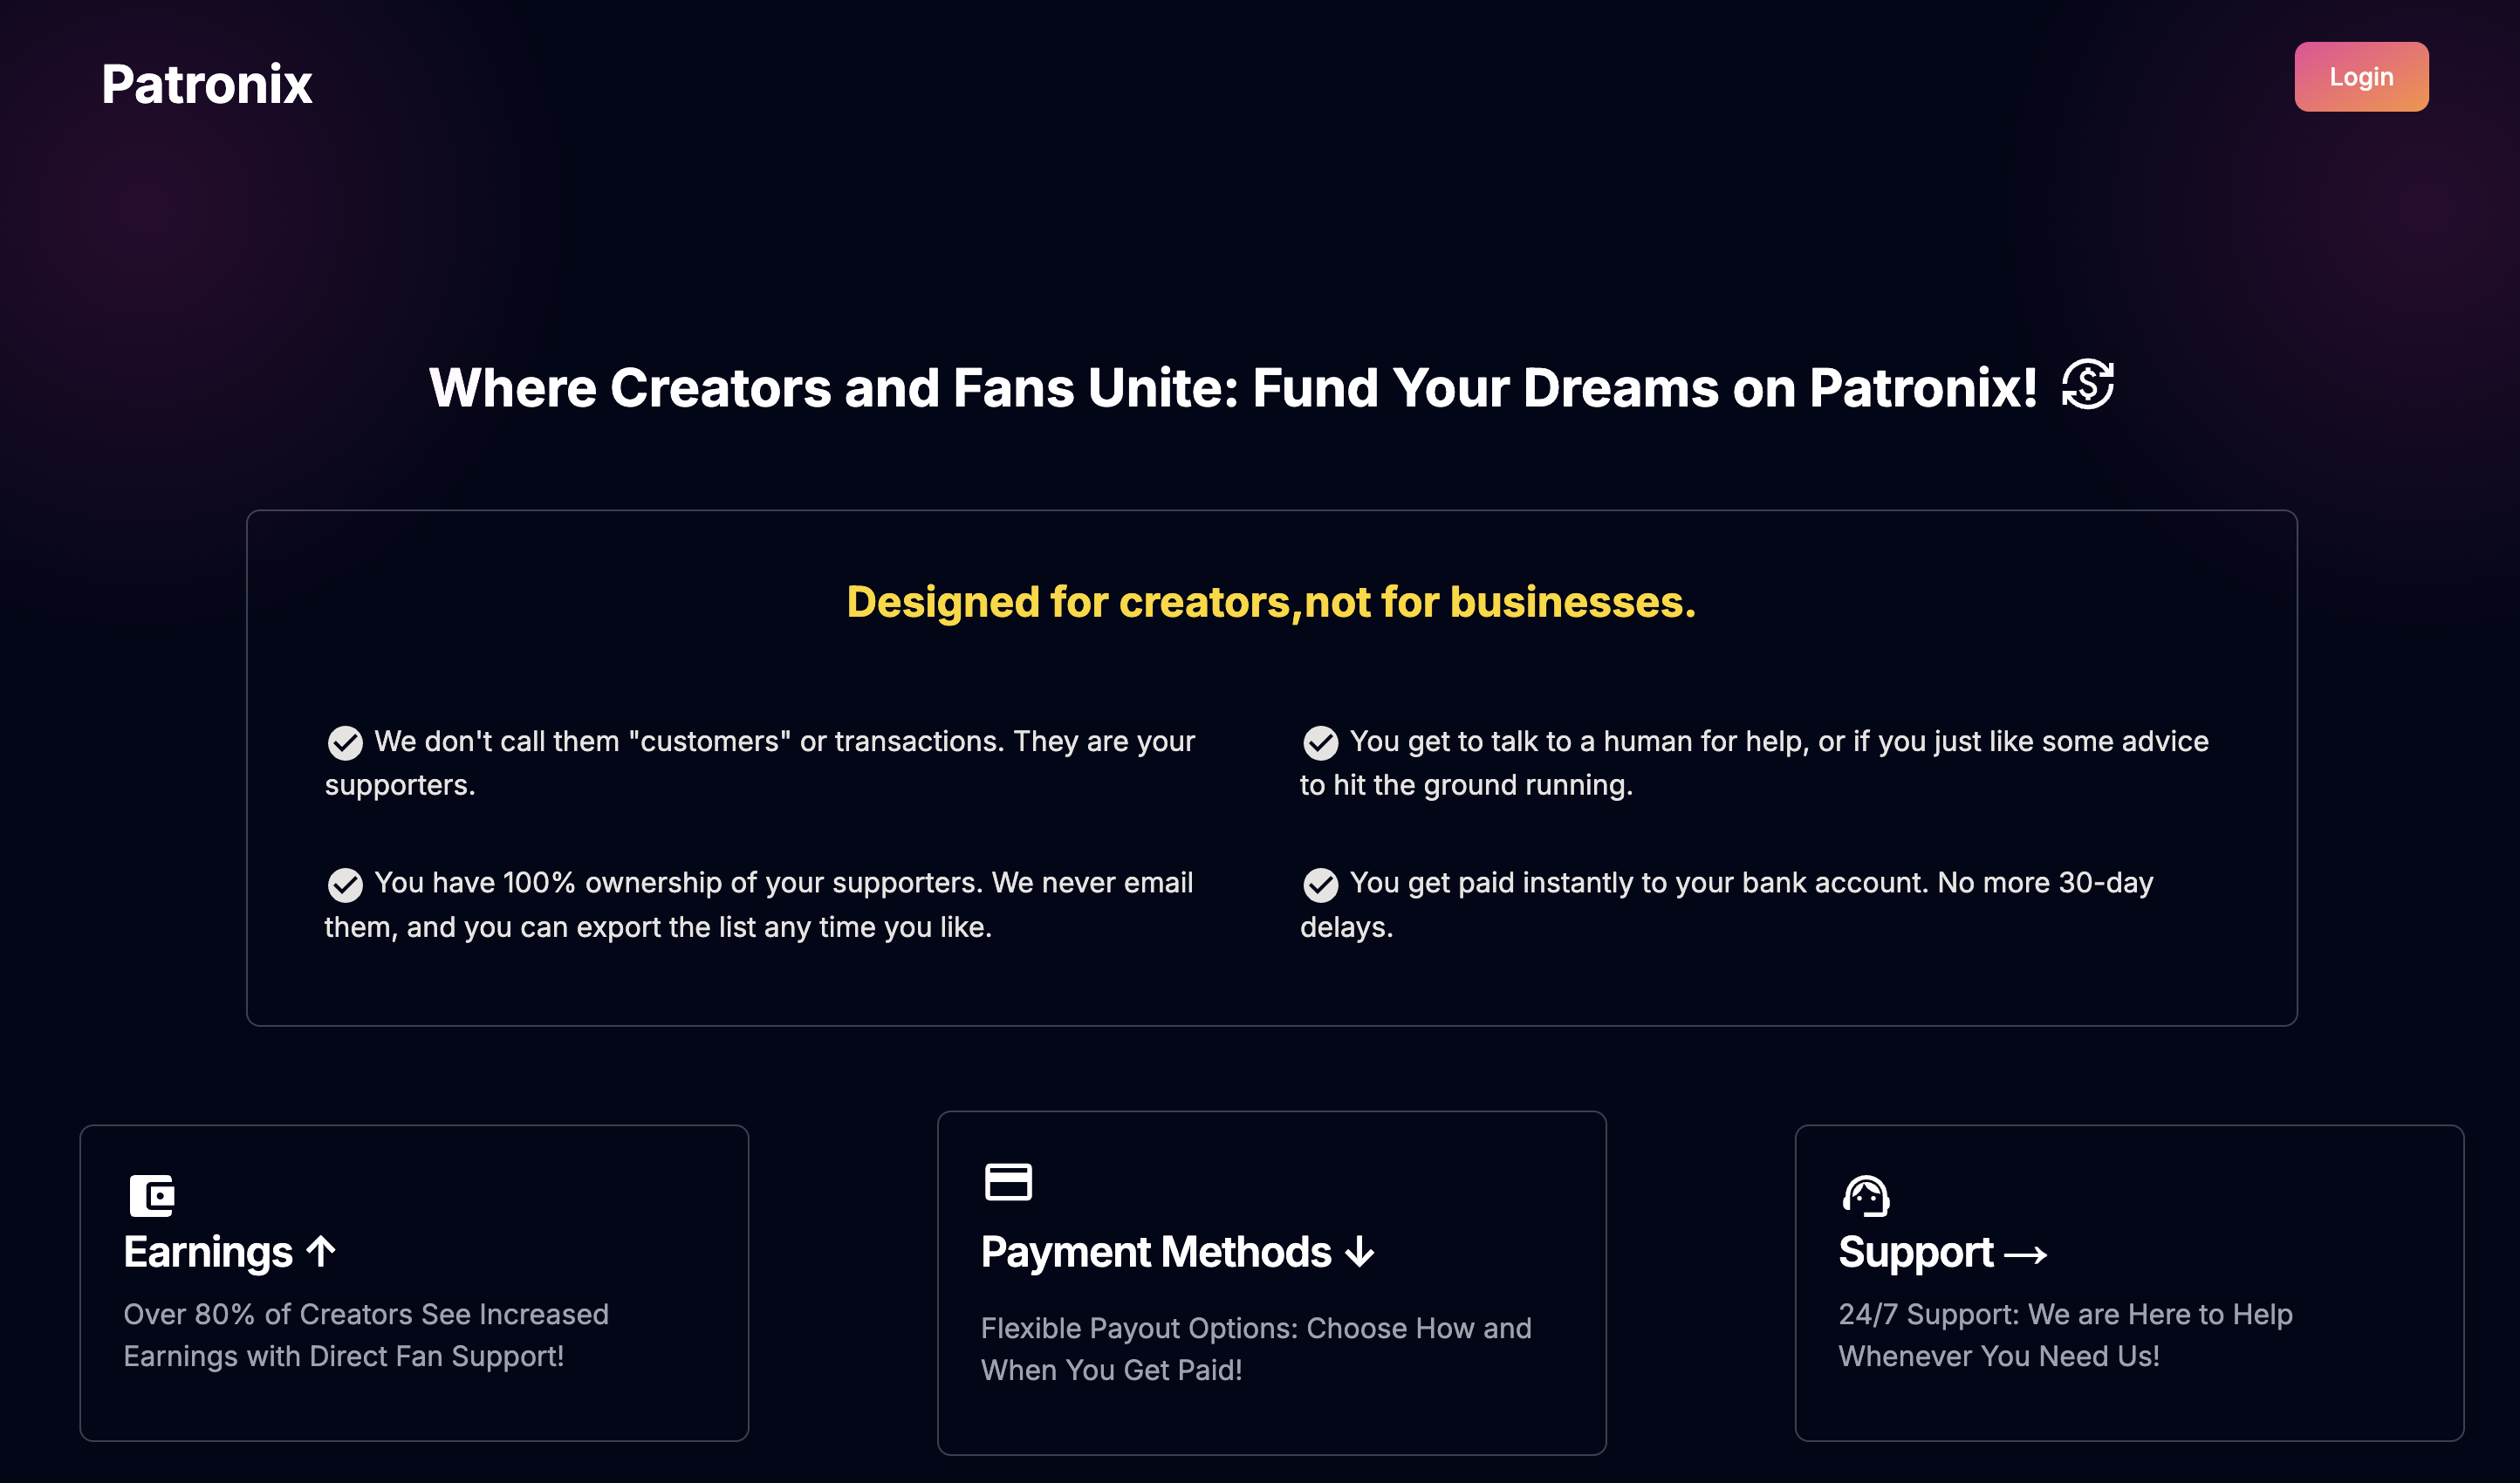 Patronix
Login
Where Creators and Fans Unite: Fund Your Dreams on Patronix!
Designed for creators,not for businesses.
We don't call them "customers" or transactions. They are your
supporters.
You get to talk to a human for help, or if you just like some advice
to hit the ground running.
You have 100% ownership of your supporters. We never email
them, and you can export the list any time you like.
You get paid instantly to your bank account. No more 30-day
delays.
Earnings ↑
Over 80% of Creators See Increased
Earnings with Direct Fan Support!
Payment Methods ↓
Flexible Payout Options: Choose How and
When You Get Paid!
Support →
24/7 Support: We are Here to Help
Whenever You Need Us!